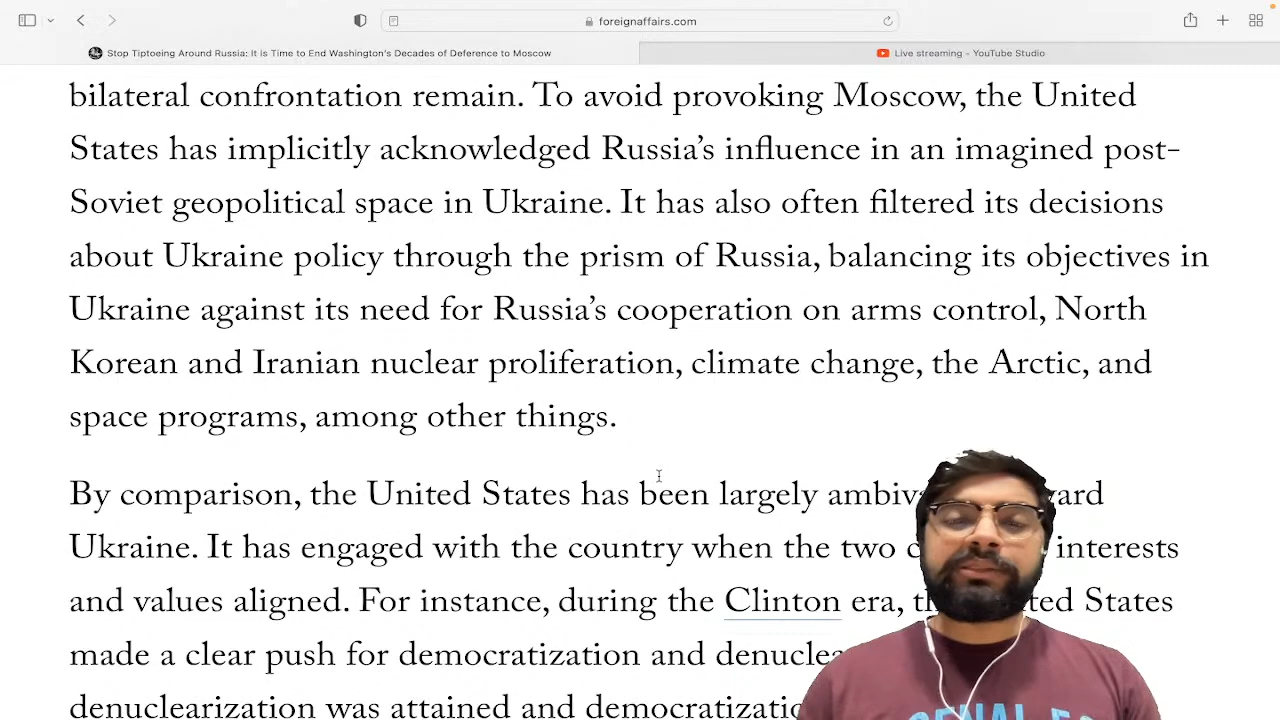 foreignaffairs.com
Stop Tiptoeing Around Russia: It is Time to End Washington's Decades of Deference to Moscow
Live streaming - YouTube Studio
bilateral confrontation remain. To avoid provoking Moscow, the United
States has implicitly acknowledged Russia’s influence in an imagined post-
Soviet geopolitical space in Ukraine. It has also often filtered its decisions
about Ukraine policy through the prism of Russia, balancing its objectives in
Ukraine against its need for Russia’s cooperation on arms control, North
Korean and Iranian nuclear proliferation, climate change, the Arctic, and
space programs, among other things.
By comparison, the United States has been largely
Ukraine. It has engaged with the country when the two interests
and values aligned. For instance, during the Clinton era, States
made a clear push for democratization and
denuclearization was attained and